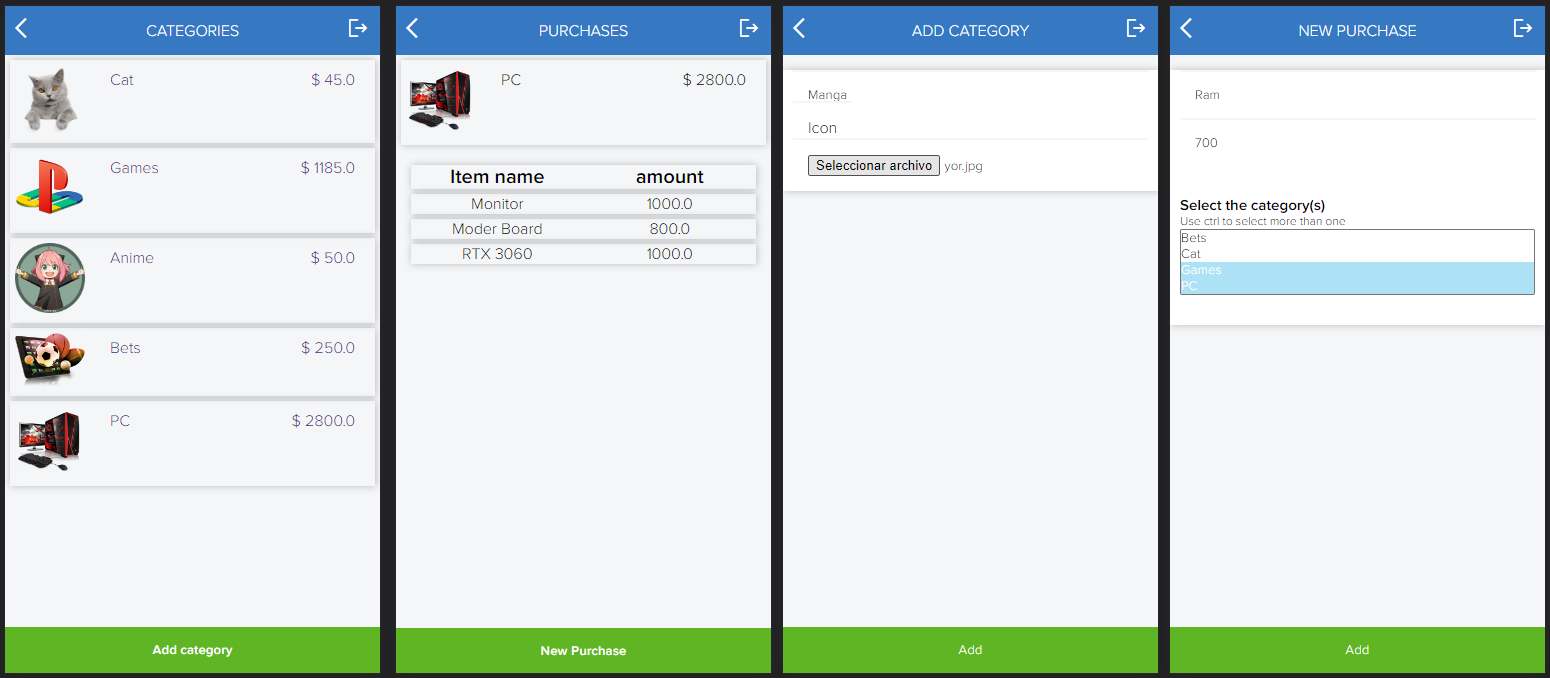 CATEGORIES
Cat $ 45.0
Games $ 1185.0
Anime $ 50.0
Bets $ 250.0
PC $ 2800.0
Add category
PURCHASES
PC $ 2800.0
Item name amount
Monitor 1000.0
Moder Board 800.0
RTX 3060 1000.0
New Purchase
ADD CATEGORY
Manga
Icon
Seleccionar archivo yor.jpg
Add
NEW PURCHASE
Ram
700
Select the category(s)
Use ctrl to select more than one
Bets
Cat
Games
PC
Add